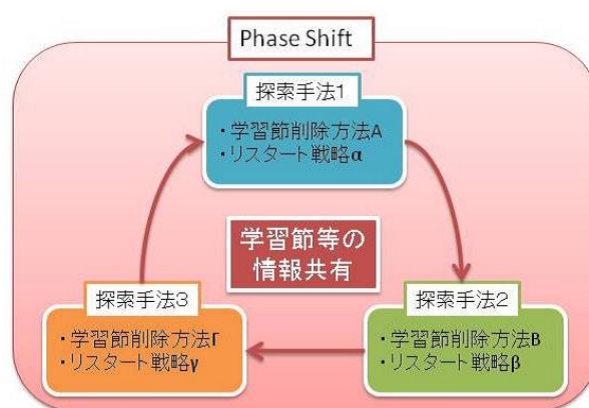 Phase Shift
探索手法1
・学習節削除方法A
・リスタート戦略α
学習節等の
情報共有
探索手法3
・学習節削除方法Γ
・リスタート戦略γ
探索手法2
・学習節削除方法B
・リスタート戦略β